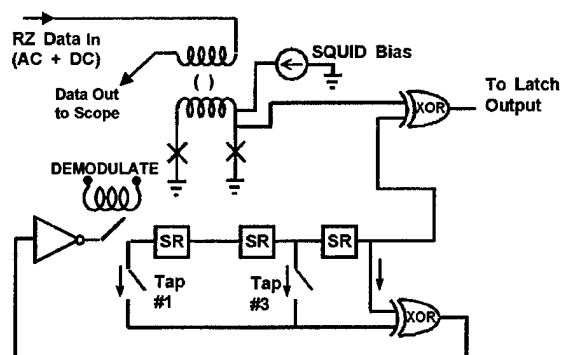 RZ Data In
(AC + DC)
SQUID Bias
Data Out
to Scope
( )
XOR
To Latch
Output
DEMODULATE
SR
SR
SR
Tap
#1
Tap
#3
XOR